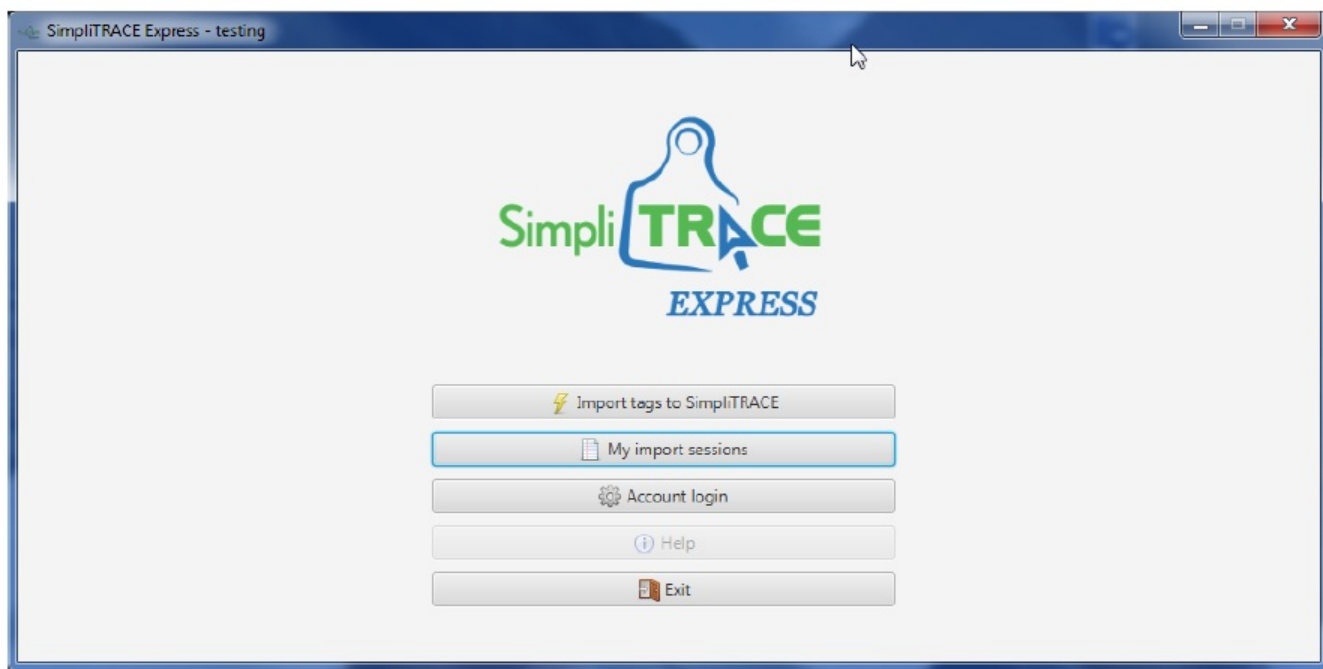 SimpliTRACE Express - testing
SimpliTRACE
EXPRESS
Import tags to SimpliTRACE
My import sessions
Account login
Help
Exit